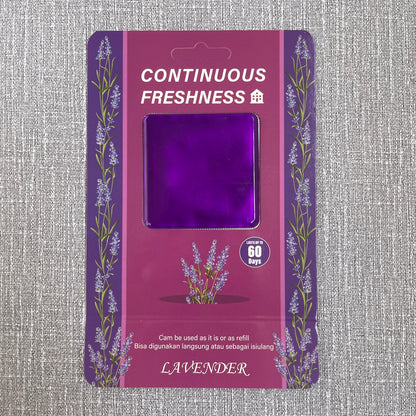 CONTINUOUS
FRESHNESS
LASTS UP TO
60
Days
Cam be used as it is or as refill
Bisa digunakan langsung atau sebagai isiulang
LAVENDER